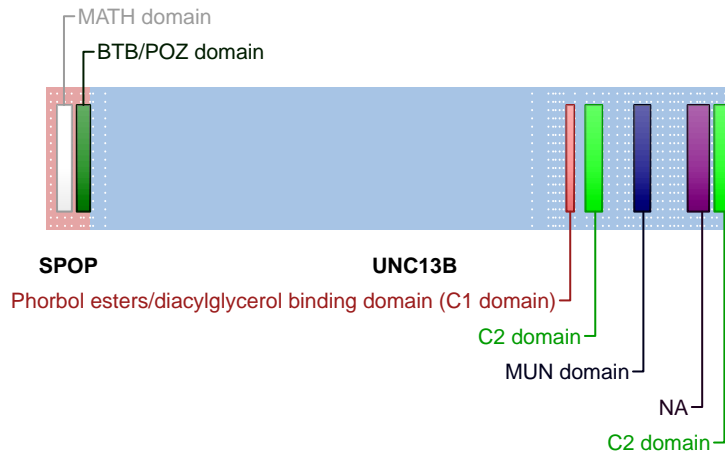 MATH domain
BTB/POZ domain
SPOP UNC13B
Phorbol esters/diacylglycerol binding domain (C1 domain)
C2 domain
MUN domain
NA
C2 domain